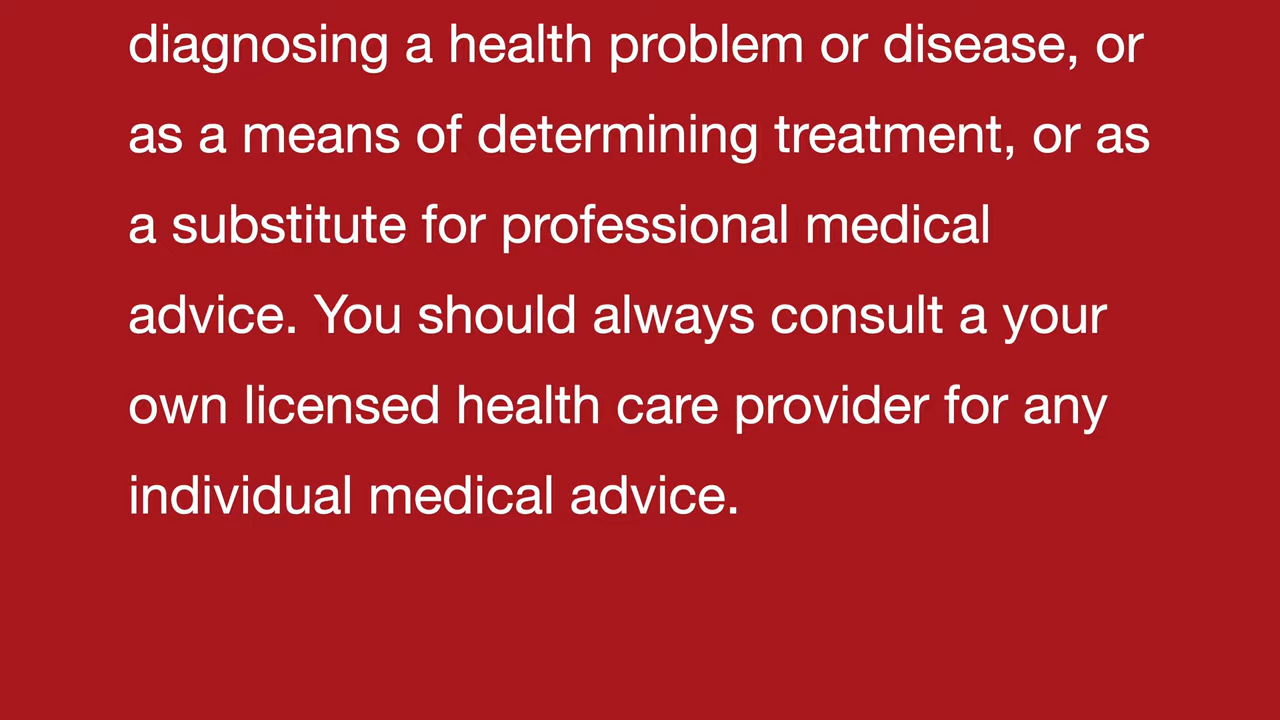 diagnosing a health problem or disease, or
as a means of determining treatment, or as
a substitute for professional medical
advice. You should always consult a your
own licensed health care provider for any
individual medical advice.